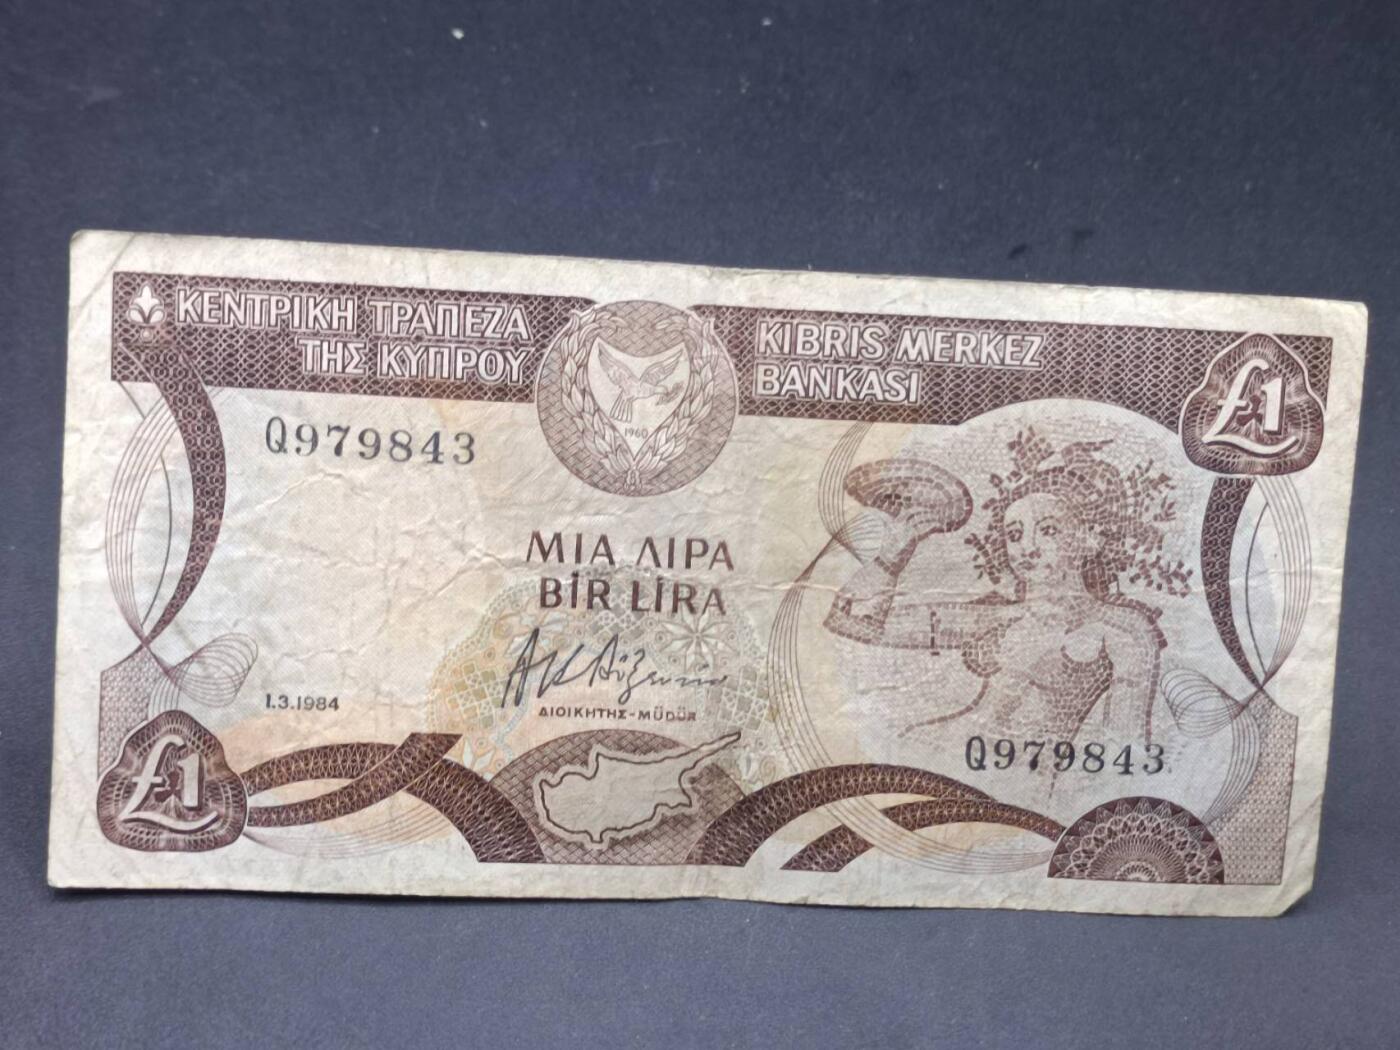 ΚΕΝΤΡΙΚΗ ΤΡΑΠΕΖΑ
ΤΗΣ ΚΥΠΡΟΥ
KIBRIS MERKEZ
BANKASI
£1
Q979843
1960
ΜΙΑ ΛΙΡΑ
BİR LİRA
1.3.1984
ΔΙΟΙΚΗΤΗΣ-MÜDÜR
Q979843
£1